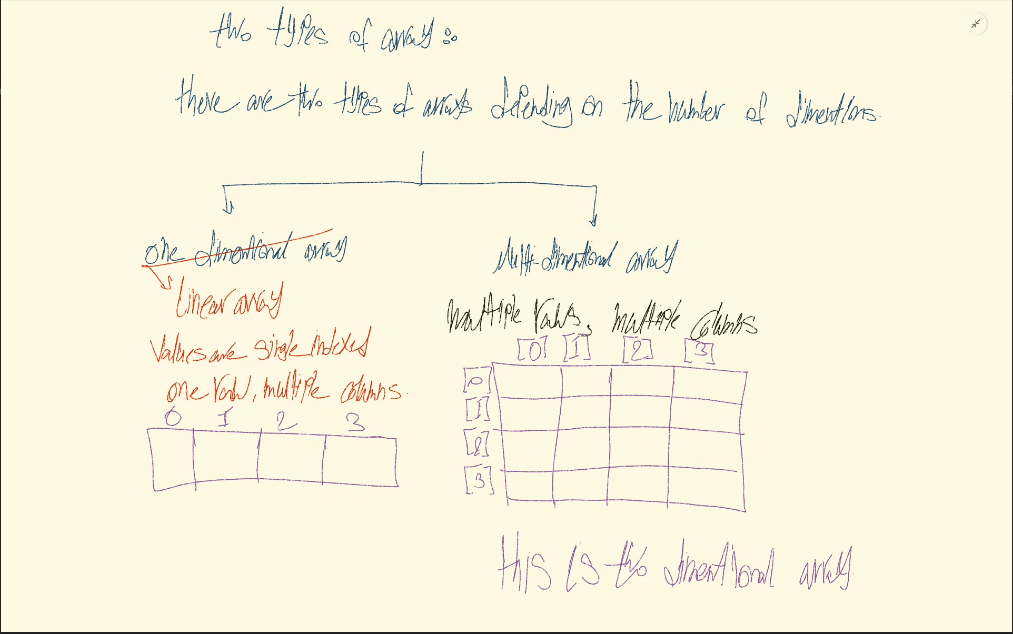 two types of array:
there are two types of arrays depending on the number of dimentions.
one dimentional array
Linear array
Values are single indexed
one row, multiple columns.
0 1 2 3
Multi-dimentional array
multiple rows, multiple columns
[0] [1] [2] [3]
[0]
[1]
[2]
[3]
this is two dimentional array